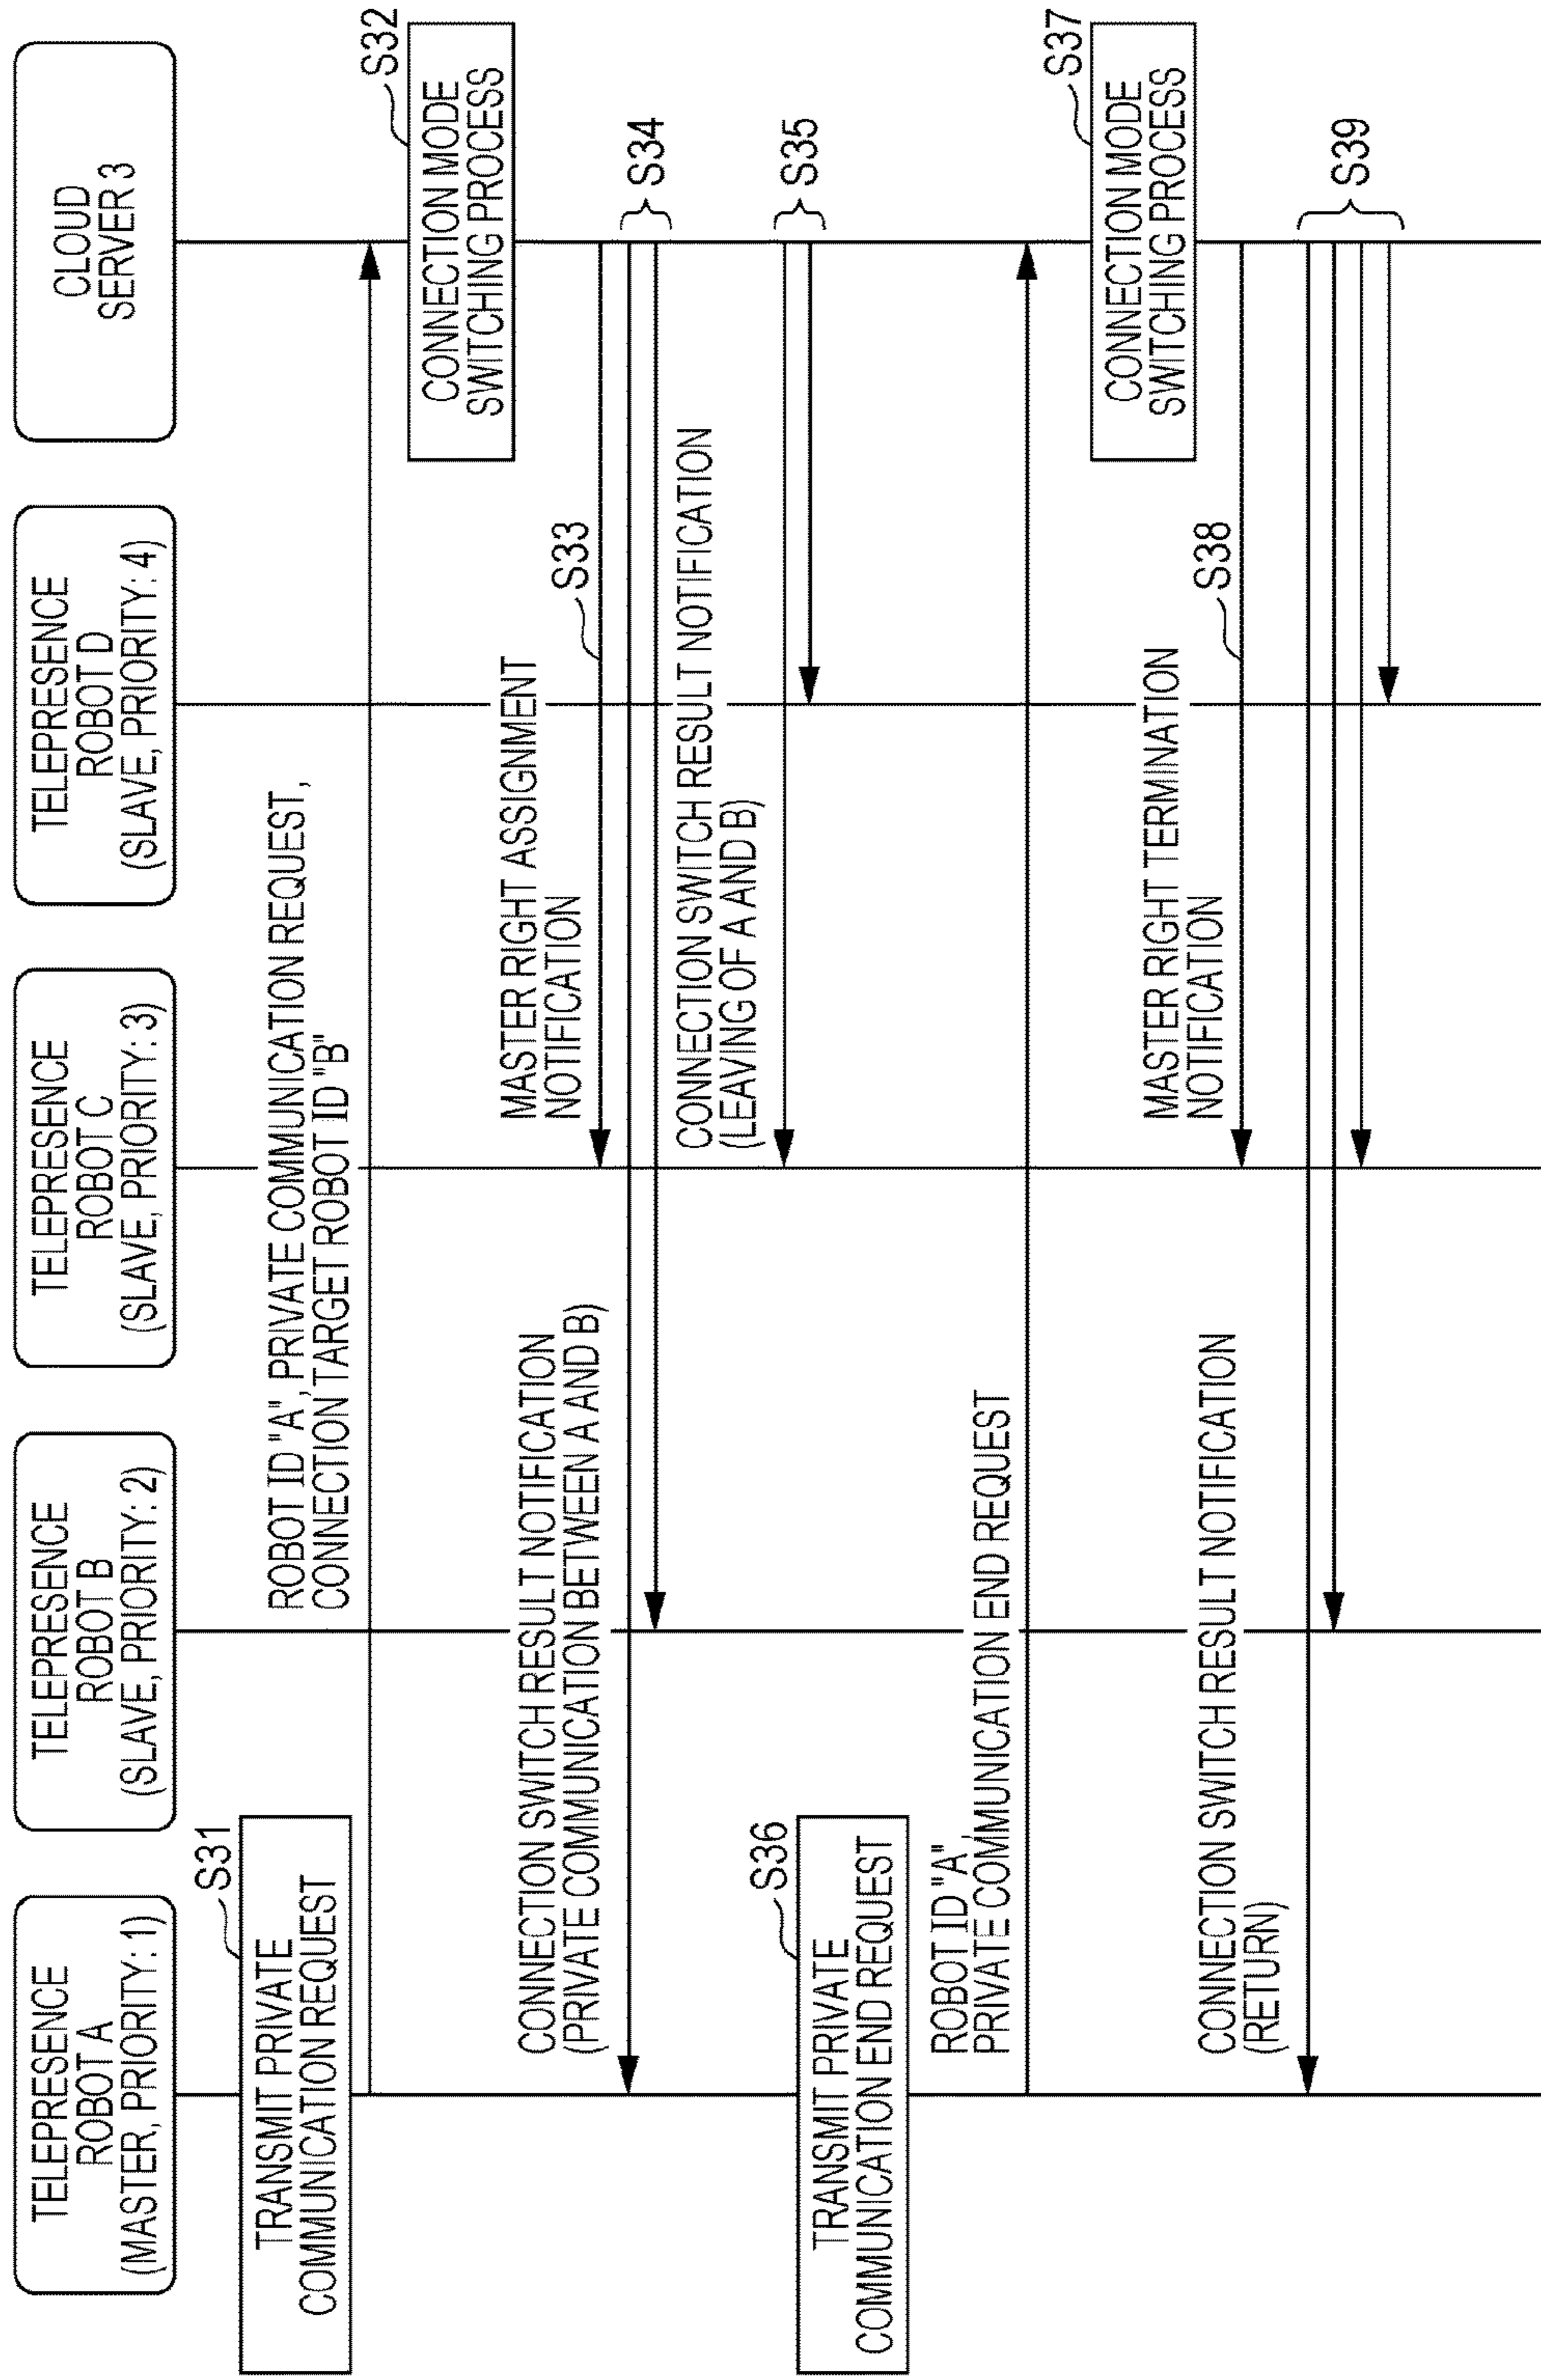 TELEPRESENCE
ROBOT A
(MASTER, PRIORITY: 1)
TELEPRESENCE
ROBOT B
(SLAVE, PRIORITY: 2)
TELEPRESENCE
ROBOT C
(SLAVE, PRIORITY: 3)
TELEPRESENCE
ROBOT D
(SLAVE, PRIORITY: 4)
CLOUD
SERVER 3
S31
TRANSMIT PRIVATE
COMMUNICATION REQUEST
ROBOT ID "A", PRIVATE COMMUNICATION REQUEST,
CONNECTION TARGET ROBOT ID "B"
S32
CONNECTION MODE
SWITCHING PROCESS
MASTER RIGHT ASSIGNMENT
NOTIFICATION
S33
CONNECTION SWITCH RESULT NOTIFICATION
(PRIVATE COMMUNICATION BETWEEN A AND B)
S34
CONNECTION SWITCH RESULT NOTIFICATION
(LEAVING OF A AND B)
S35
S36
TRANSMIT PRIVATE
COMMUNICATION END REQUEST
ROBOT ID "A",
PRIVATE COMMUNICATION END REQUEST
S37
CONNECTION MODE
SWITCHING PROCESS
MASTER RIGHT TERMINATION
NOTIFICATION
S38
CONNECTION SWITCH RESULT NOTIFICATION
(RETURN)
S39